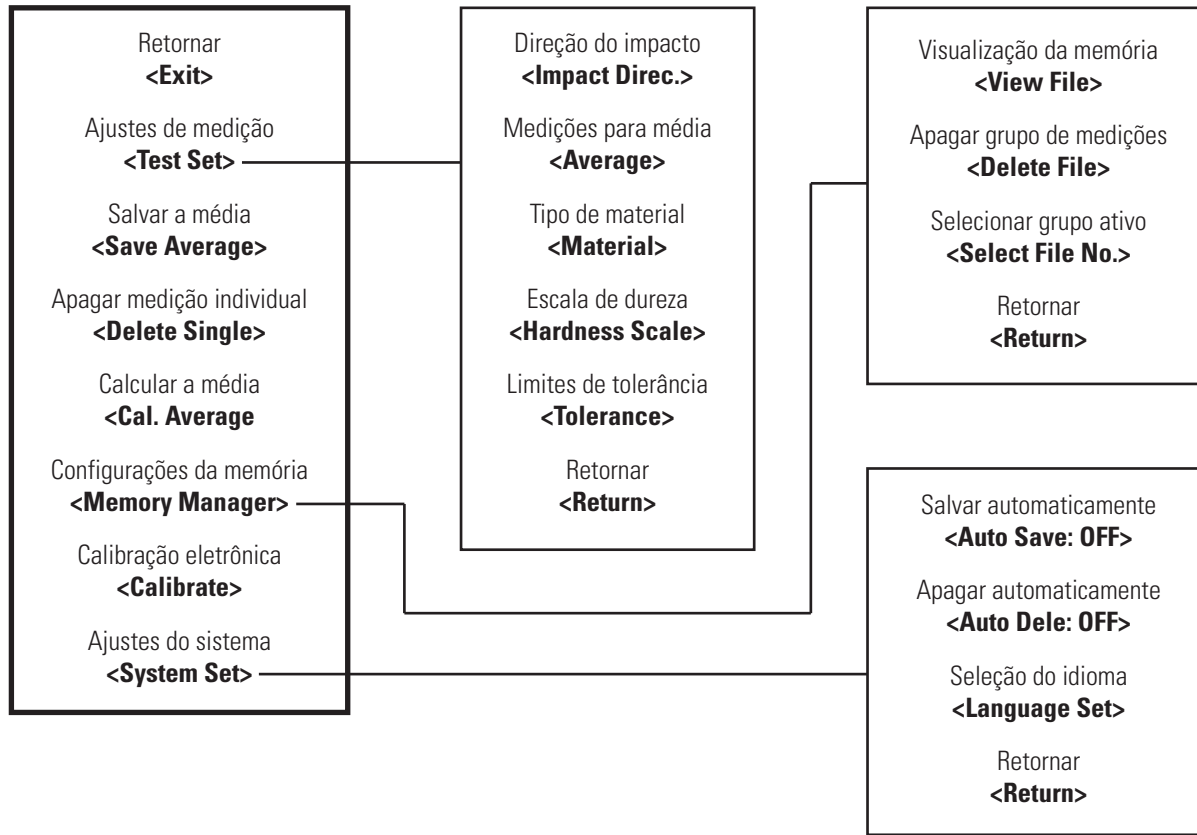 Retornar
<Exit>
Ajustes de medição
<Test Set>
Salvar a média
<Save Average>
Apagar medição individual
<Delete Single>
Calcular a média
<Cal. Average
Configurações da memória
<Memory Manager>
Calibração eletrônica
<Calibrate>
Ajustes do sistema
<System Set>
Direção do impacto
<Impact Direc.>
Medições para média
<Average>
Tipo de material
<Material>
Escala de dureza
<Hardness Scale>
Limites de tolerância
<Tolerance>
Retornar
<Return>
Visualização da memória
<View File>
Apagar grupo de medições
<Delete File>
Selecionar grupo ativo
<Select File No.>
Retornar
<Return>
Salvar automaticamente
<Auto Save: OFF>
Apagar automaticamente
<Auto Dele: OFF>
Seleção do idioma
<Language Set>
Retornar
<Return>